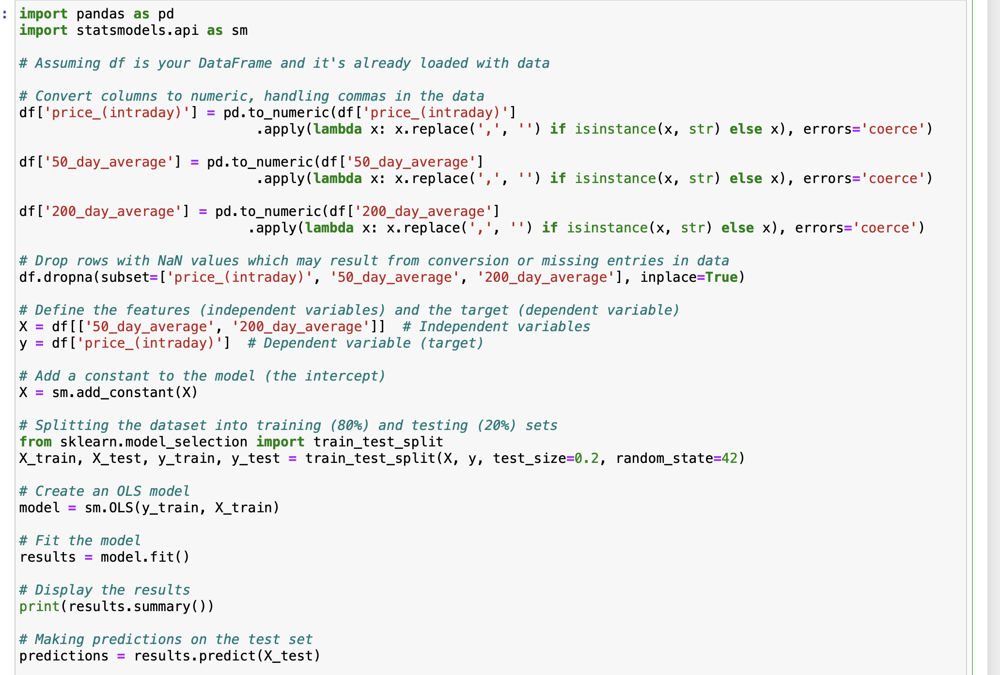 :
import pandas as pd
import statsmodels.api as sm
# Assuming df is your DataFrame and it's already loaded with data
# Convert columns to numeric, handling commas in the data
df['price_(intraday)'] = pd.to_numeric(df['price_(intraday)']
.apply(lambda x: x.replace(',', '') if isinstance(x, str) else x), errors='coerce')
df['50_day_average'] = pd.to_numeric(df['50_day_average']
.apply(lambda x: x.replace(',', '') if isinstance(x, str) else x), errors='coerce')
df['200_day_average'] = pd.to_numeric(df['200_day_average']
.apply(lambda x: x.replace(',', '') if isinstance(x, str) else x), errors='coerce')
# Drop rows with NaN values which may result from conversion or missing entries in data
df.dropna(subset=['price_(intraday)', '50_day_average', '200_day_average'], inplace=True)
# Define the features (independent variables) and the target (dependent variable)
X = df[['50_day_average', '200_day_average']]  # Independent variables
y = df['price_(intraday)']  # Dependent variable (target)
# Add a constant to the model (the intercept)
X = sm.add_constant(X)
# Splitting the dataset into training (80%) and testing (20%) sets
from sklearn.model_selection import train_test_split
X_train, X_test, y_train, y_test = train_test_split(X, y, test_size=0.2, random_state=42)
# Create an OLS model
model = sm.OLS(y_train, X_train)
# Fit the model
results = model.fit()
# Display the results
print(results.summary())
# Making predictions on the test set
predictions = results.predict(X_test)